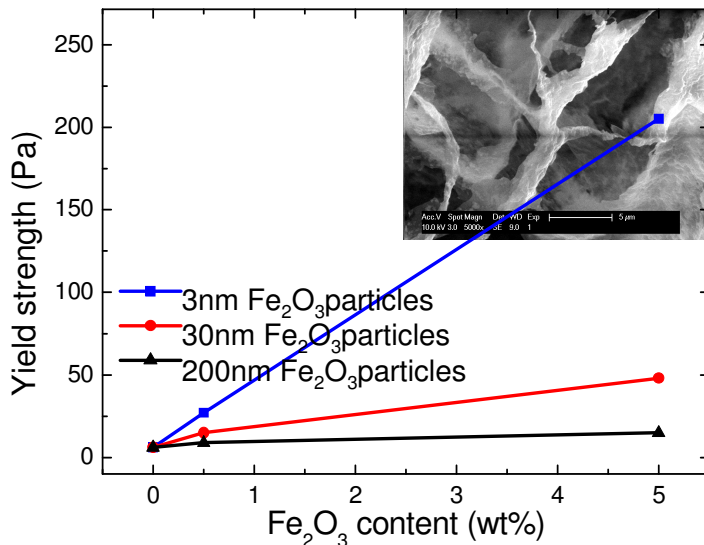 250
200
150
100
50
0
Yield strength (Pa)
Acc.V Spot Magn Det WD Exp 5 μm
10.0 kV 3.0 5000x SE 9.0 1
3nm Fe₂O₃particles
30nm Fe₂O₃particles
200nm Fe₂O₃particles
0 1 2 3 4 5
Fe₂O₃ content (wt%)